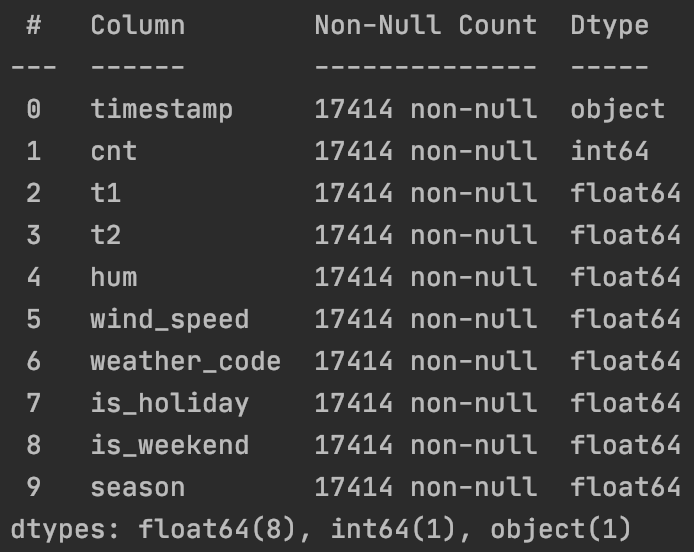 #   Column        Non-Null Count  Dtype
---  ------        --------------  -----
0   timestamp     17414 non-null  object
1   cnt           17414 non-null  int64
2   t1            17414 non-null  float64
3   t2            17414 non-null  float64
4   hum           17414 non-null  float64
5   wind_speed    17414 non-null  float64
6   weather_code  17414 non-null  float64
7   is_holiday    17414 non-null  float64
8   is_weekend    17414 non-null  float64
9   season        17414 non-null  float64
dtypes: float64(8), int64(1), object(1)